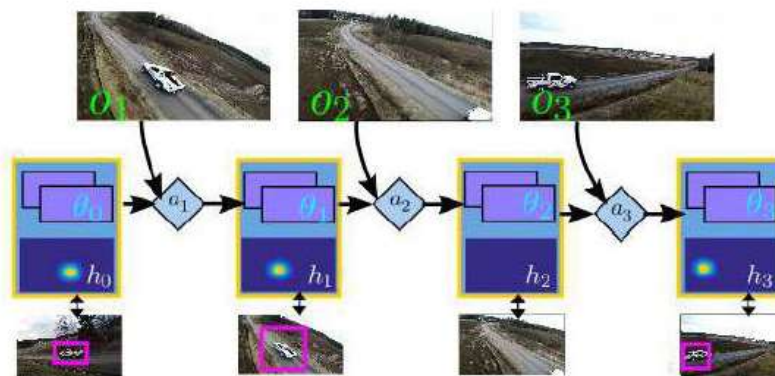 o₁ o₂ o₃
θ₀ a₁ θ₁ a₂ θ₂ a₃ θ₃
h₀ h₁ h₂ h₃